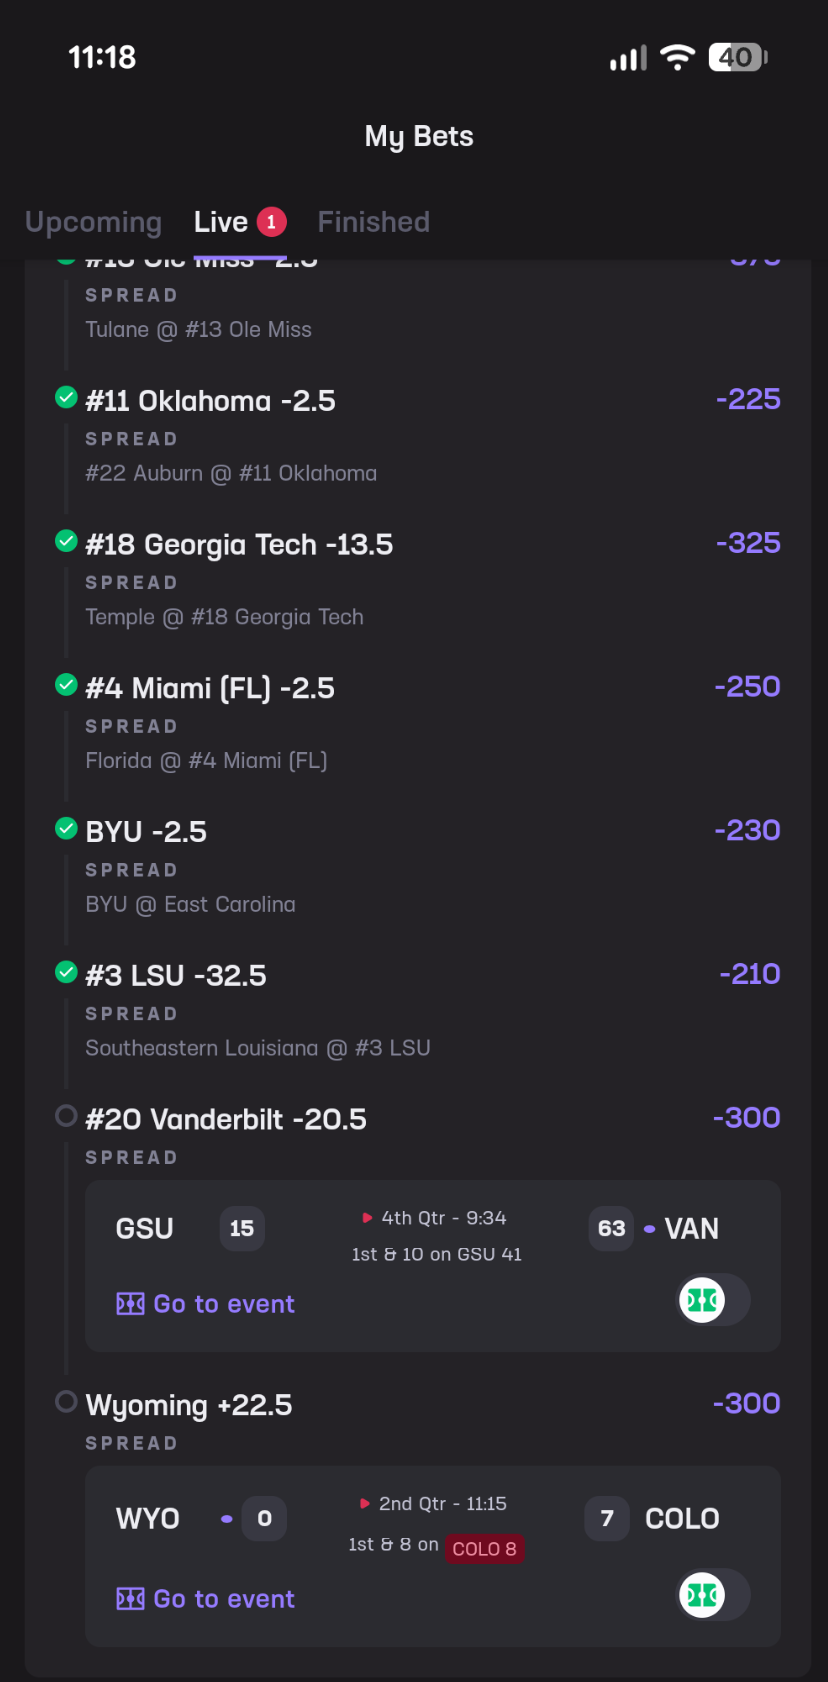 11:18
40
My Bets
Upcoming Live 1 Finished
#13 Ole Miss -2.5
SPREAD
Tulane @ #13 Ole Miss
#11 Oklahoma -2.5 -225
SPREAD
#22 Auburn @ #11 Oklahoma
#18 Georgia Tech -13.5 -325
SPREAD
Temple @ #18 Georgia Tech
#4 Miami (FL) -2.5 -250
SPREAD
Florida @ #4 Miami (FL)
BYU -2.5 -230
SPREAD
BYU @ East Carolina
#3 LSU -32.5 -210
SPREAD
Southeastern Louisiana @ #3 LSU
#20 Vanderbilt -20.5 -300
SPREAD
GSU 15 4th Qtr - 9:34 63 VAN
1st & 10 on GSU 41
Go to event
Wyoming +22.5 -300
SPREAD
WYO 0 2nd Qtr - 11:15 7 COLO
1st & 8 on COLO 8
Go to event